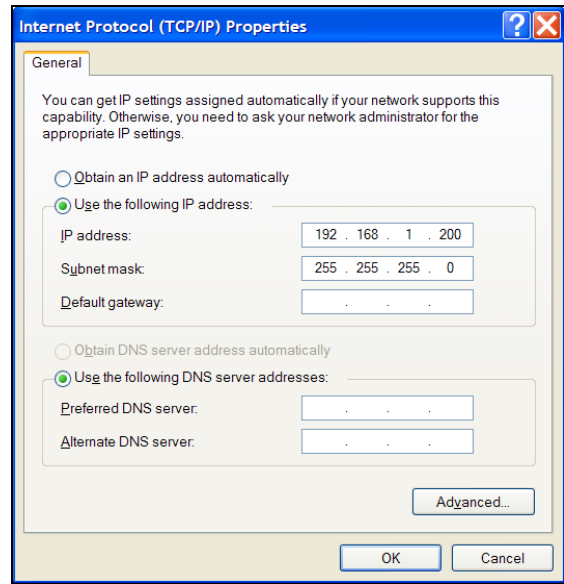 Internet Protocol (TCP/IP) Properties
General
You can get IP settings assigned automatically if your network supports this
capability. Otherwise, you need to ask your network administrator for the
appropriate IP settings.
Obtain an IP address automatically
Use the following IP address:
IP address: 192 . 168 . 1 . 200
Subnet mask: 255 . 255 . 255 . 0
Default gateway: . . .
Obtain DNS server address automatically
Use the following DNS server addresses:
Preferred DNS server: . . .
Alternate DNS server: . . .
Advanced...
OK Cancel